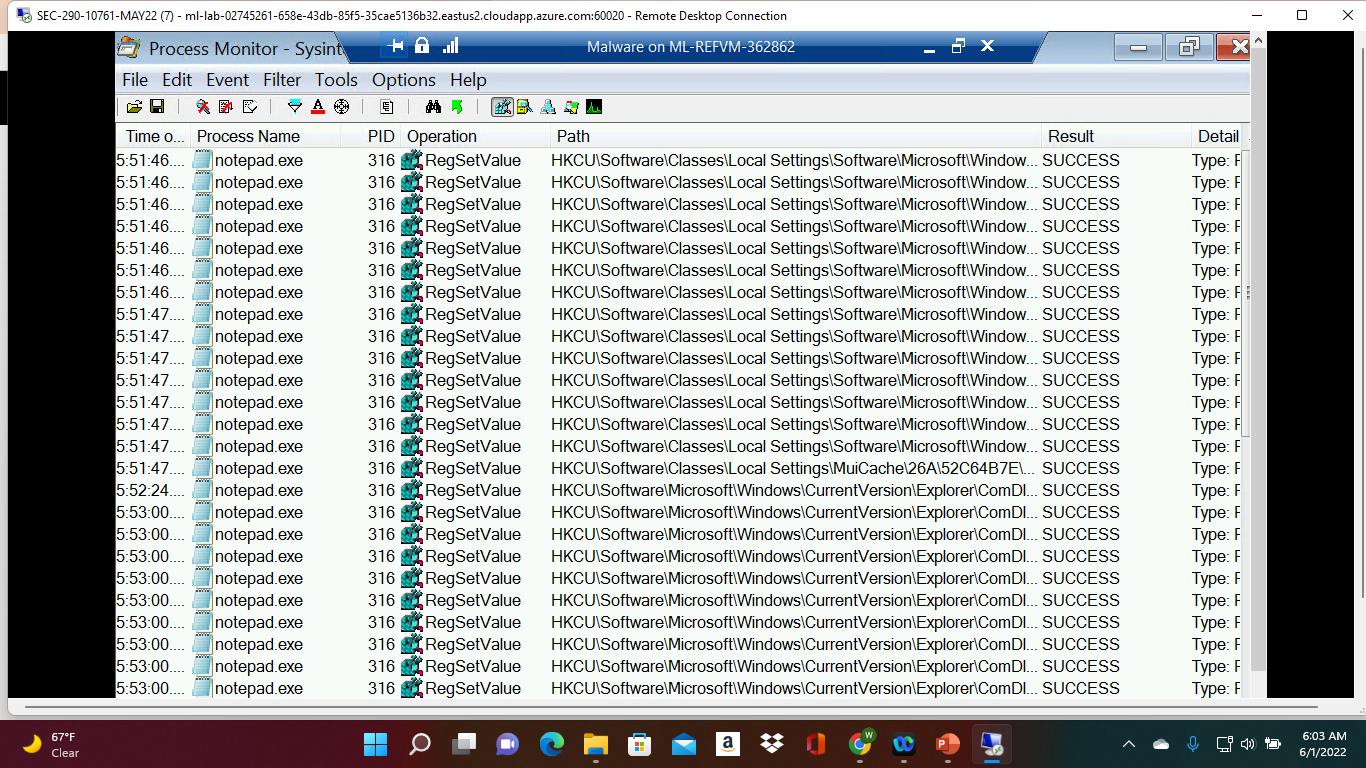 SEC-290-10761-MAY22 (7) - ml-lab-02745261-658e-43db-85f5-35cae5136b32.eastus2.cloudapp.azure.com:60020 - Remote Desktop Connection
Process Monitor - Sysint Malware on ML-REFVM-362862
File Edit Event Filter Tools Options Help
Time o... Process Name PID Operation Path Result Detail
5:51:46.... notepad.exe 316 RegSetValue HKCU\Software\Classes\Local Settings\Software\Microsoft\Window... SUCCESS Type: F
5:51:46.... notepad.exe 316 RegSetValue HKCU\Software\Classes\Local Settings\Software\Microsoft\Window... SUCCESS Type: F
5:51:46.... notepad.exe 316 RegSetValue HKCU\Software\Classes\Local Settings\Software\Microsoft\Window... SUCCESS Type: F
5:51:46.... notepad.exe 316 RegSetValue HKCU\Software\Classes\Local Settings\Software\Microsoft\Window... SUCCESS Type: F
5:51:46.... notepad.exe 316 RegSetValue HKCU\Software\Classes\Local Settings\Software\Microsoft\Window... SUCCESS Type: F
5:51:46.... notepad.exe 316 RegSetValue HKCU\Software\Classes\Local Settings\Software\Microsoft\Window... SUCCESS Type: F
5:51:46.... notepad.exe 316 RegSetValue HKCU\Software\Classes\Local Settings\Software\Microsoft\Window... SUCCESS Type: F
5:51:47.... notepad.exe 316 RegSetValue HKCU\Software\Classes\Local Settings\Software\Microsoft\Window... SUCCESS Type: F
5:51:47.... notepad.exe 316 RegSetValue HKCU\Software\Classes\Local Settings\Software\Microsoft\Window... SUCCESS Type: F
5:51:47.... notepad.exe 316 RegSetValue HKCU\Software\Classes\Local Settings\Software\Microsoft\Window... SUCCESS Type: F
5:51:47.... notepad.exe 316 RegSetValue HKCU\Software\Classes\Local Settings\Software\Microsoft\Window... SUCCESS Type: F
5:51:47.... notepad.exe 316 RegSetValue HKCU\Software\Classes\Local Settings\Software\Microsoft\Window... SUCCESS Type: F
5:51:47.... notepad.exe 316 RegSetValue HKCU\Software\Classes\Local Settings\Software\Microsoft\Window... SUCCESS Type: F
5:51:47.... notepad.exe 316 RegSetValue HKCU\Software\Classes\Local Settings\Software\Microsoft\Window... SUCCESS Type: F
5:51:47.... notepad.exe 316 RegSetValue HKCU\Software\Classes\Local Settings\MuiCache\26A\52C64B7E\... SUCCESS Type: F
5:52:24.... notepad.exe 316 RegSetValue HKCU\Software\Microsoft\Windows\CurrentVersion\Explorer\ComDl... SUCCESS Type: F
5:53:00.... notepad.exe 316 RegSetValue HKCU\Software\Microsoft\Windows\CurrentVersion\Explorer\ComDl... SUCCESS Type: F
5:53:00.... notepad.exe 316 RegSetValue HKCU\Software\Microsoft\Windows\CurrentVersion\Explorer\ComDl... SUCCESS Type: F
5:53:00.... notepad.exe 316 RegSetValue HKCU\Software\Microsoft\Windows\CurrentVersion\Explorer\ComDl... SUCCESS Type: F
5:53:00.... notepad.exe 316 RegSetValue HKCU\Software\Microsoft\Windows\CurrentVersion\Explorer\ComDl... SUCCESS Type: F
5:53:00.... notepad.exe 316 RegSetValue HKCU\Software\Microsoft\Windows\CurrentVersion\Explorer\ComDl... SUCCESS Type: F
5:53:00.... notepad.exe 316 RegSetValue HKCU\Software\Microsoft\Windows\CurrentVersion\Explorer\ComDl... SUCCESS Type: F
5:53:00.... notepad.exe 316 RegSetValue HKCU\Software\Microsoft\Windows\CurrentVersion\Explorer\ComDl... SUCCESS Type: F
5:53:00.... notepad.exe 316 RegSetValue HKCU\Software\Microsoft\Windows\CurrentVersion\Explorer\ComDl... SUCCESS Type: F
5:53:00.... notepad.exe 316 RegSetValue HKCU\Software\Microsoft\Windows\CurrentVersion\Explorer\ComDl... SUCCESS Type: F
67°F
Clear
6:03 AM
6/1/2022